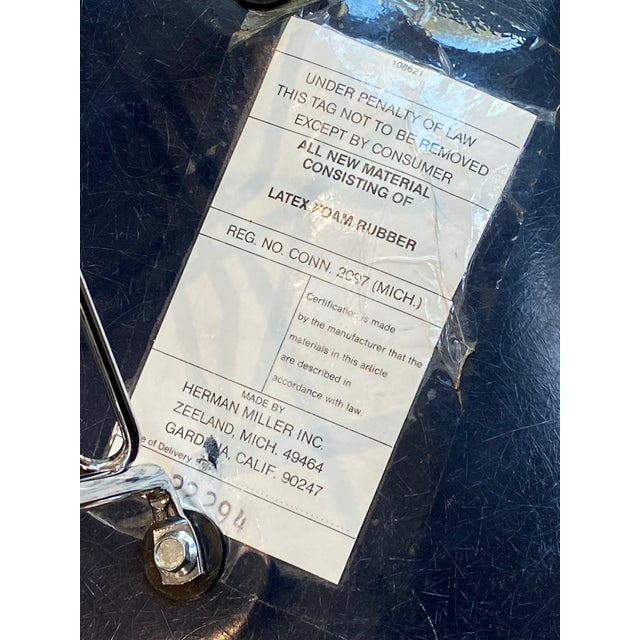 108621
UNDER PENALTY OF LAW
THIS TAG NOT TO BE REMOVED
EXCEPT BY CONSUMER
ALL NEW MATERIAL
CONSISTING OF
LATEX FOAM RUBBER
REG. NO. CONN. 2097 (MICH.)
Certification is made
by the manufacturer that the
materials in this article
are described in
accordance with law.
MADE BY
HERMAN MILLER INC.
ZEELAND, MICH. 49464
GARDENA, CALIF. 90247
of Delivery